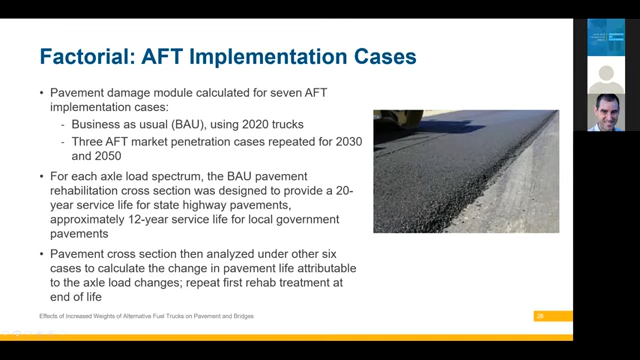 Factorial: AFT Implementation Cases
• Pavement damage module calculated for seven AFT
implementation cases:
- Business as usual (BAU), using 2020 trucks
- Three AFT market penetration cases repeated for 2030
and 2050
• For each axle load spectrum, the BAU pavement
rehabilitation cross section was designed to provide a 20-
year service life for state highway pavements,
approximately 12-year service life for local government
pavements
• Pavement cross section then analyzed under other six
cases to calculate the change in pavement life attributable
to the axle load changes; repeat first rehab treatment at
end of life
Effects of Increased Weights of Alternative Fuel Trucks on Pavement and Bridges